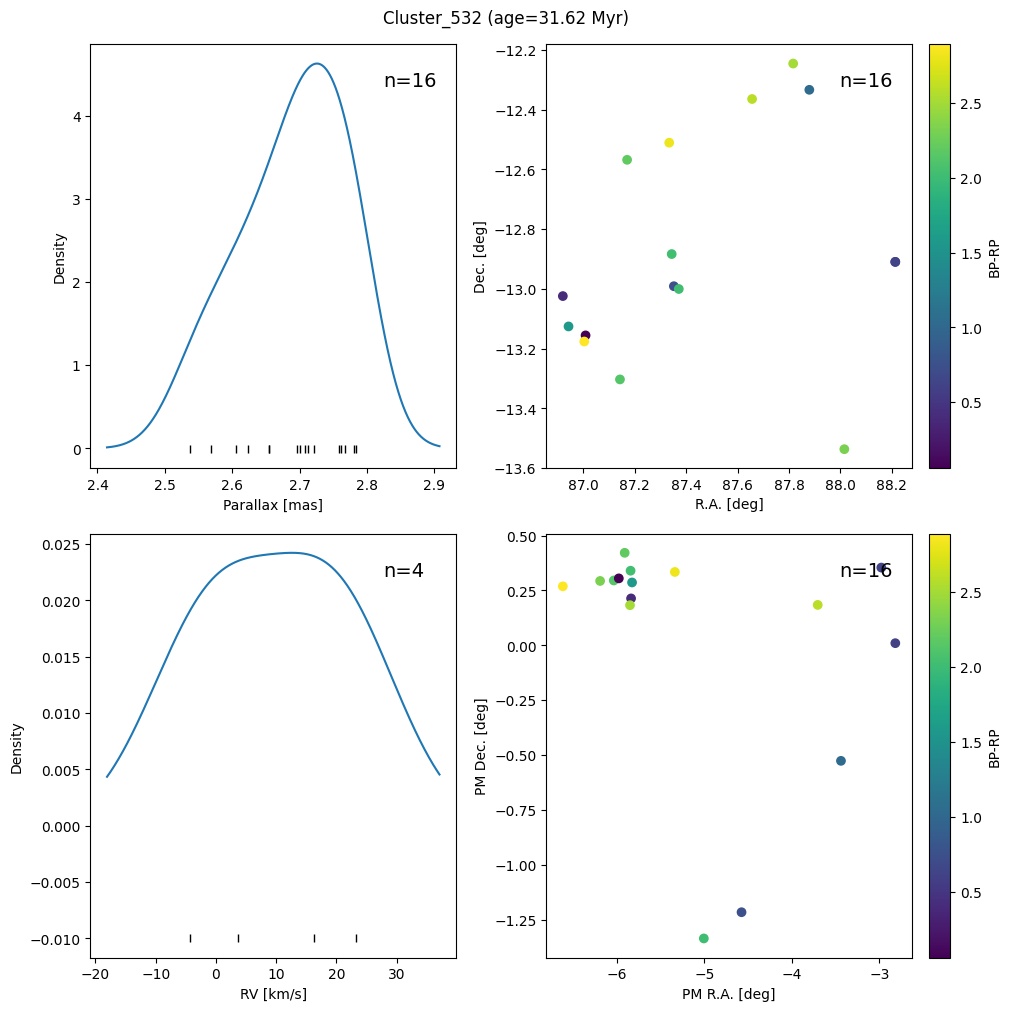 Cluster_532 (age=31.62 Myr)
n=16
Density
4
3
2
1
0
2.4 2.5 2.6 2.7 2.8 2.9
Parallax [mas]
n=16
Dec. [deg]
−12.2
−12.4
−12.6
−12.8
−13.0
−13.2
−13.4
−13.6
87.0 87.2 87.4 87.6 87.8 88.0 88.2
R.A. [deg]
2.5
2.0
1.5
1.0
0.5
BP-RP
n=4
Density
0.025
0.020
0.015
0.010
0.005
0.000
−0.005
−0.010
−20 −10 0 10 20 30
RV [km/s]
n=16
PM Dec. [deg]
0.50
0.25
0.00
−0.25
−0.50
−0.75
−1.00
−1.25
−6 −5 −4 −3
PM R.A. [deg]
2.5
2.0
1.5
1.0
0.5
BP-RP